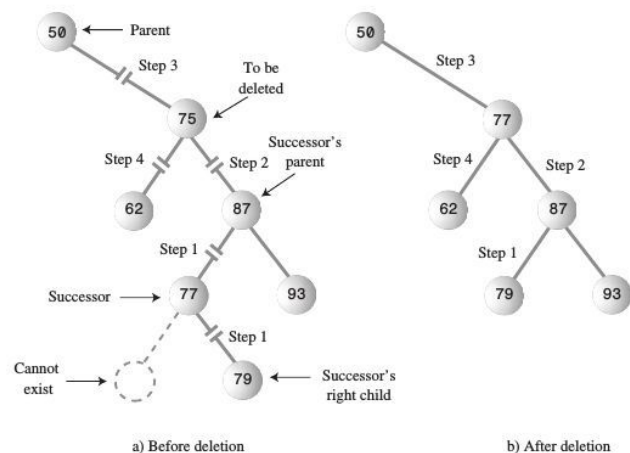 50
Parent
Step 3
To be
deleted
75
Step 4
Step 2
Successor's
parent
62
87
Step 1
Successor
77
93
Step 1
Cannot
exist
79
Successor's
right child
a) Before deletion
50
Step 3
77
Step 4
Step 2
62
87
Step 1
79
93
b) After deletion